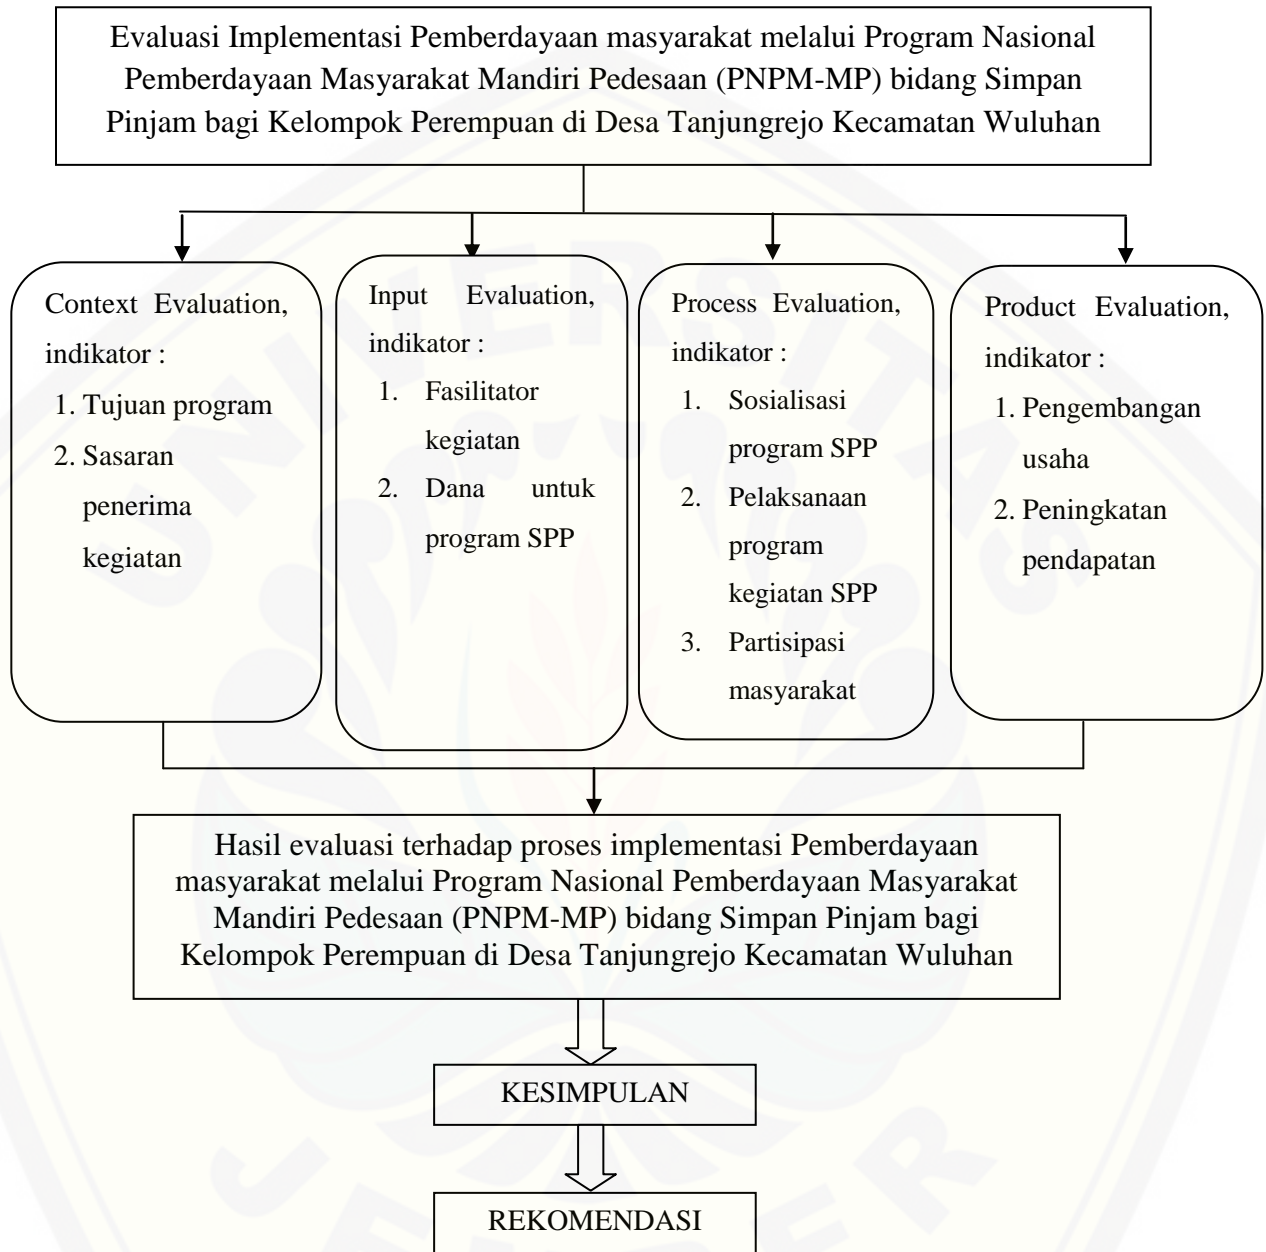 Evaluasi Implementasi Pemberdayaan masyarakat melalui Program Nasional
Pemberdayaan Masyarakat Mandiri Pedesaan (PNPM-MP) bidang Simpan
Pinjam bagi Kelompok Perempuan di Desa Tanjungrejo Kecamatan Wuluhan
Context Evaluation,
indikator :
1. Tujuan program
2. Sasaran
penerima
kegiatan
Input Evaluation,
indikator :
1. Fasilitator
kegiatan
2. Dana untuk
program SPP
Process Evaluation,
indikator :
1. Sosialisasi
program SPP
2. Pelaksanaan
program
kegiatan SPP
3. Partisipasi
masyarakat
Product Evaluation,
indikator :
1. Pengembangan
usaha
2. Peningkatan
pendapatan
Hasil evaluasi terhadap proses implementasi Pemberdayaan
masyarakat melalui Program Nasional Pemberdayaan Masyarakat
Mandiri Pedesaan (PNPM-MP) bidang Simpan Pinjam bagi
Kelompok Perempuan di Desa Tanjungrejo Kecamatan Wuluhan
KESIMPULAN
REKOMENDASI
UNIVERSITAS
JEMBER